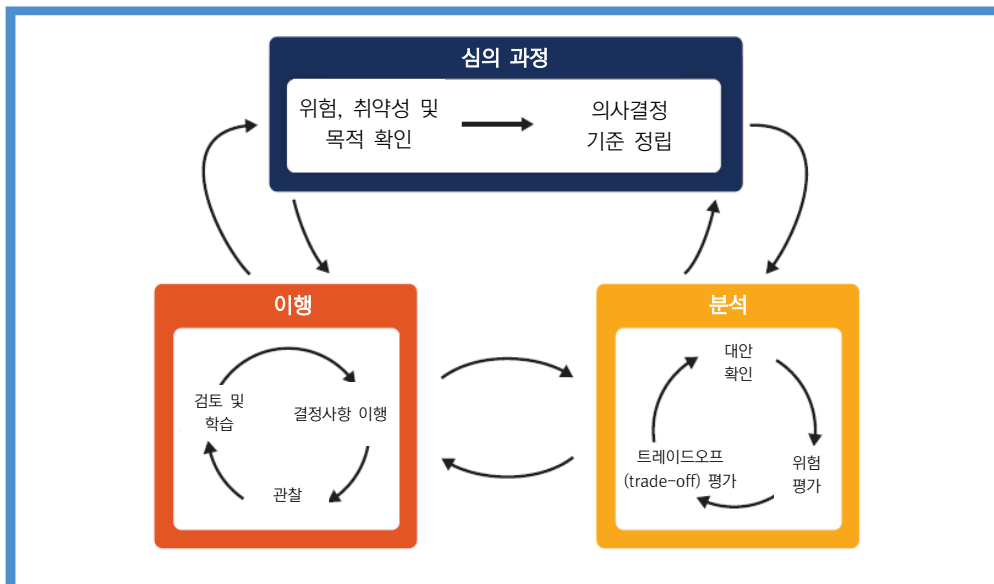 심의 과정
위험, 취약성 및
목적 확인
의사결정
기준 정립
이행
검토 및
학습
결정사항 이행
관찰
분석
대안
확인
트레이드오프
(trade-off) 평가
위험
평가